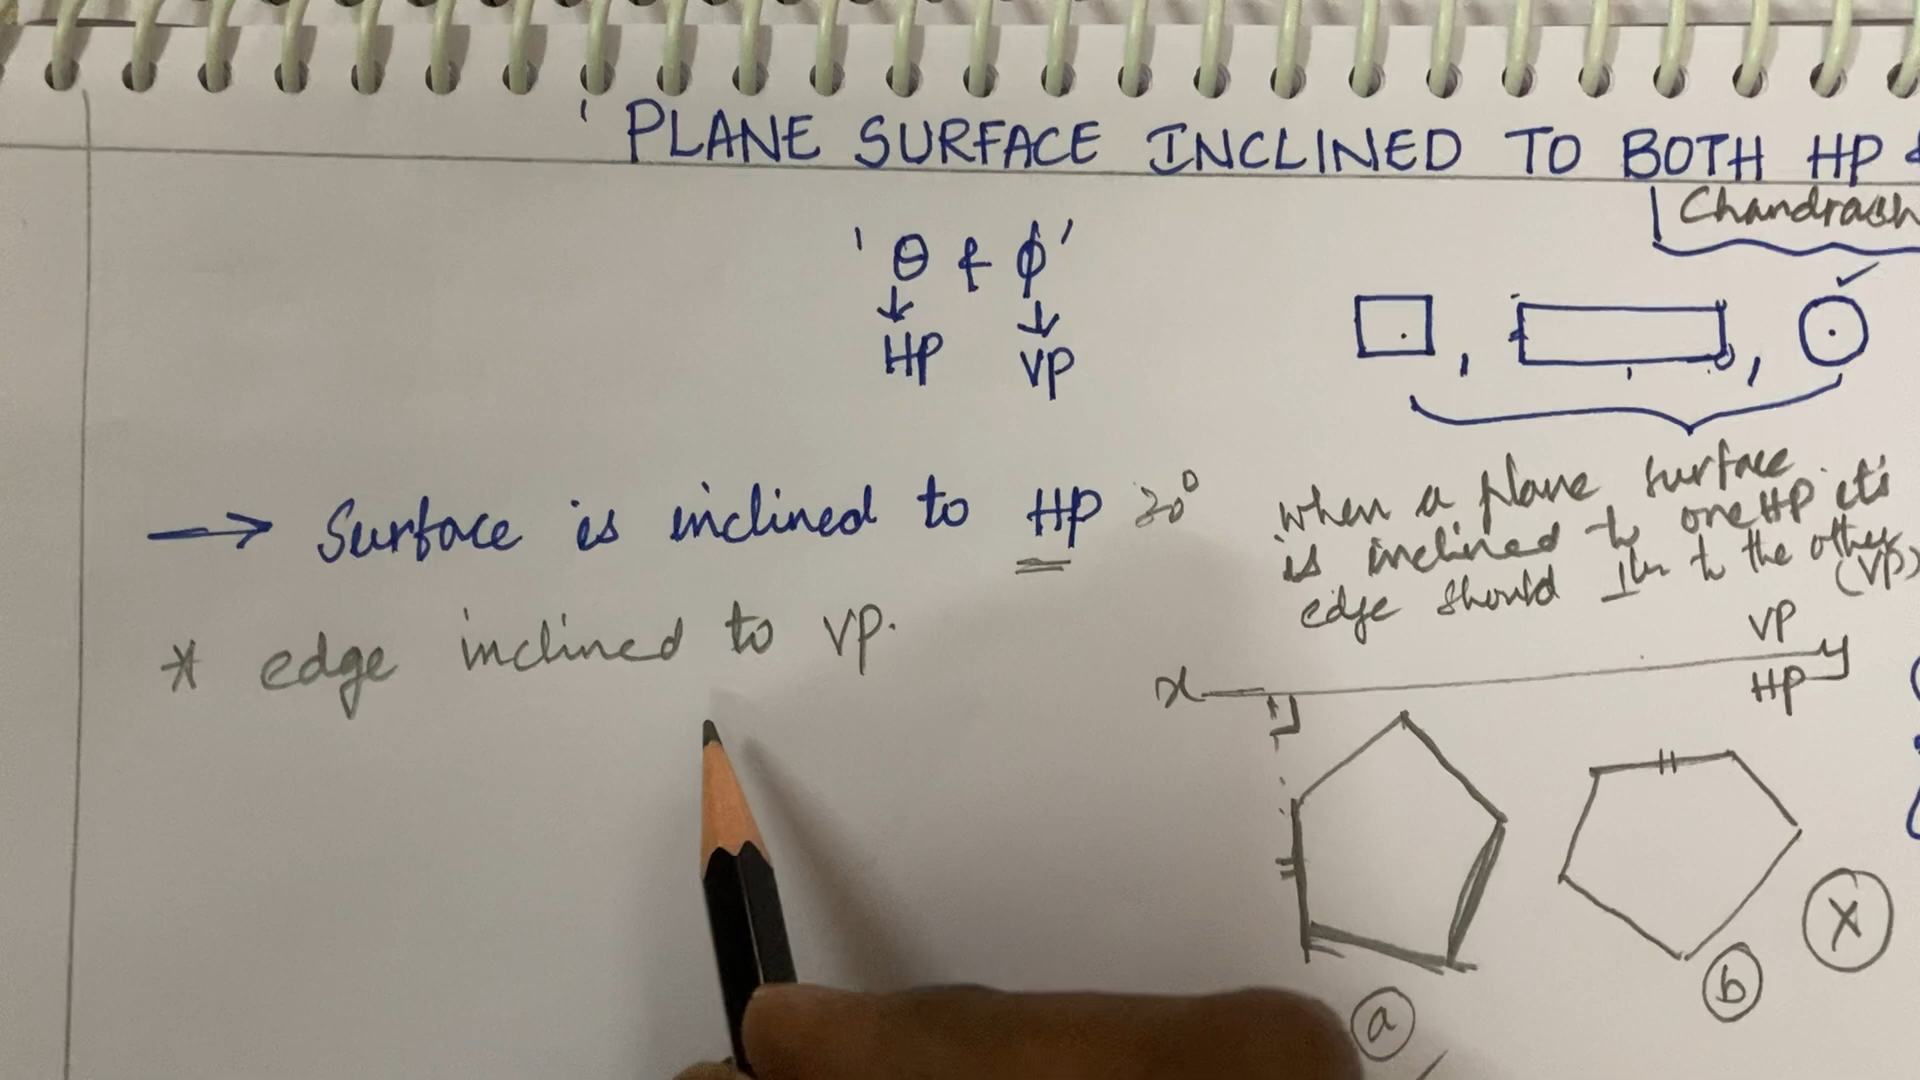 ' PLANE SURFACE INCLINED TO BOTH HP &
Chandrash
' θ & ϕ '
↓ ↓
HP VP
→ Surface is inclined to HP 30°
* edge inclined to VP.
when a plane surface
is inclined to one HP it's
edge should ⊥lar to the other
(VP)
VP
x y
HP
a
b
X